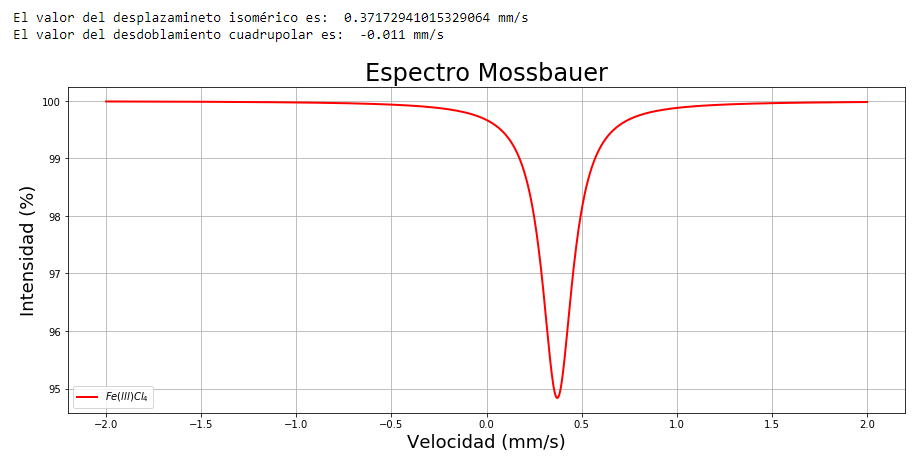 El valor del desplazamineto isomérico es:  0.37172941015329064 mm/s
El valor del desdoblamiento cuadrupolar es:  -0.011 mm/s
Espectro Mossbauer
Intensidad (%)
100
99
98
97
96
95
Fe(III)Cl₄
−2.0 −1.5 −1.0 −0.5 0.0 0.5 1.0 1.5 2.0
Velocidad (mm/s)